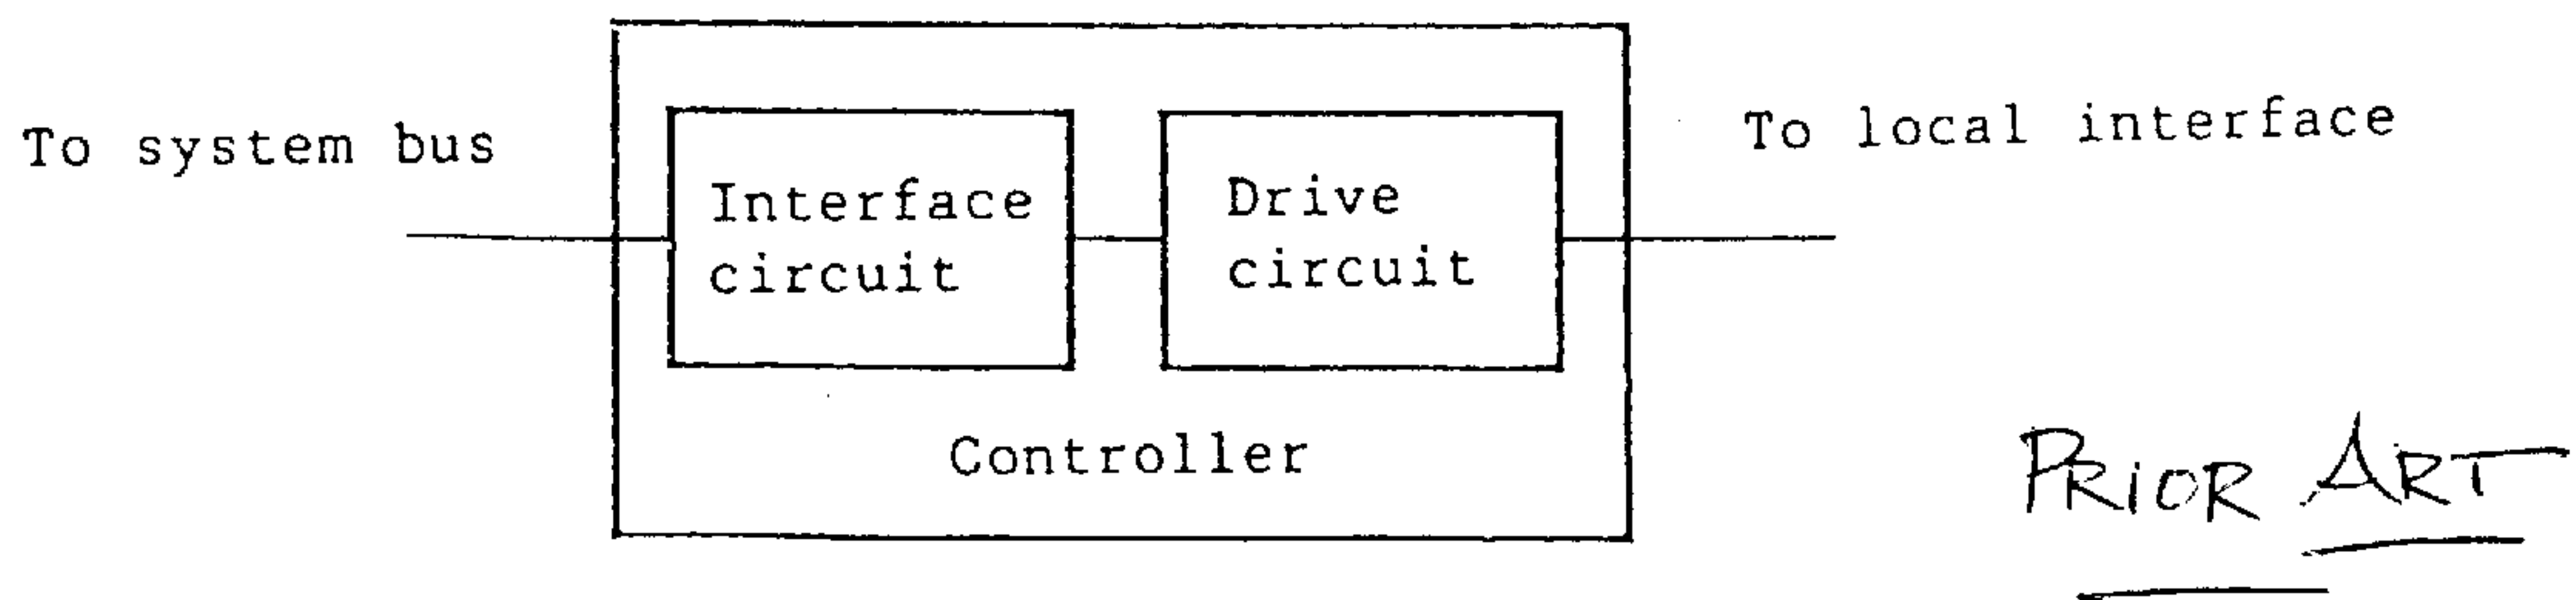 To system bus
Interface
circuit
Drive
circuit
To local interface
Controller
PRiOR ART